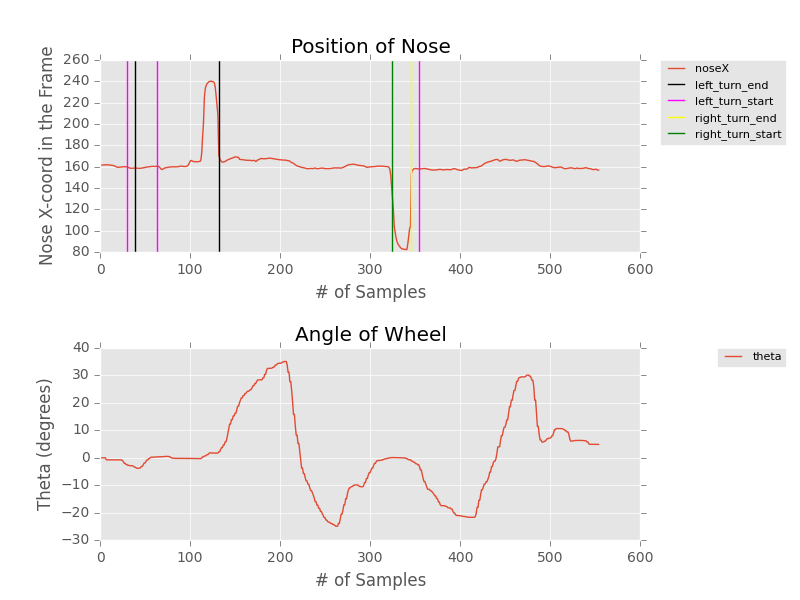 Position of Nose
Nose X-coord in the Frame
260
240
220
200
180
160
140
120
100
80
0 100 200 300 400 500 600
# of Samples
noseX
left_turn_end
left_turn_start
right_turn_end
right_turn_start
Angle of Wheel
Theta (degrees)
40
30
20
10
0
−10
−20
−30
0 100 200 300 400 500 600
# of Samples
theta